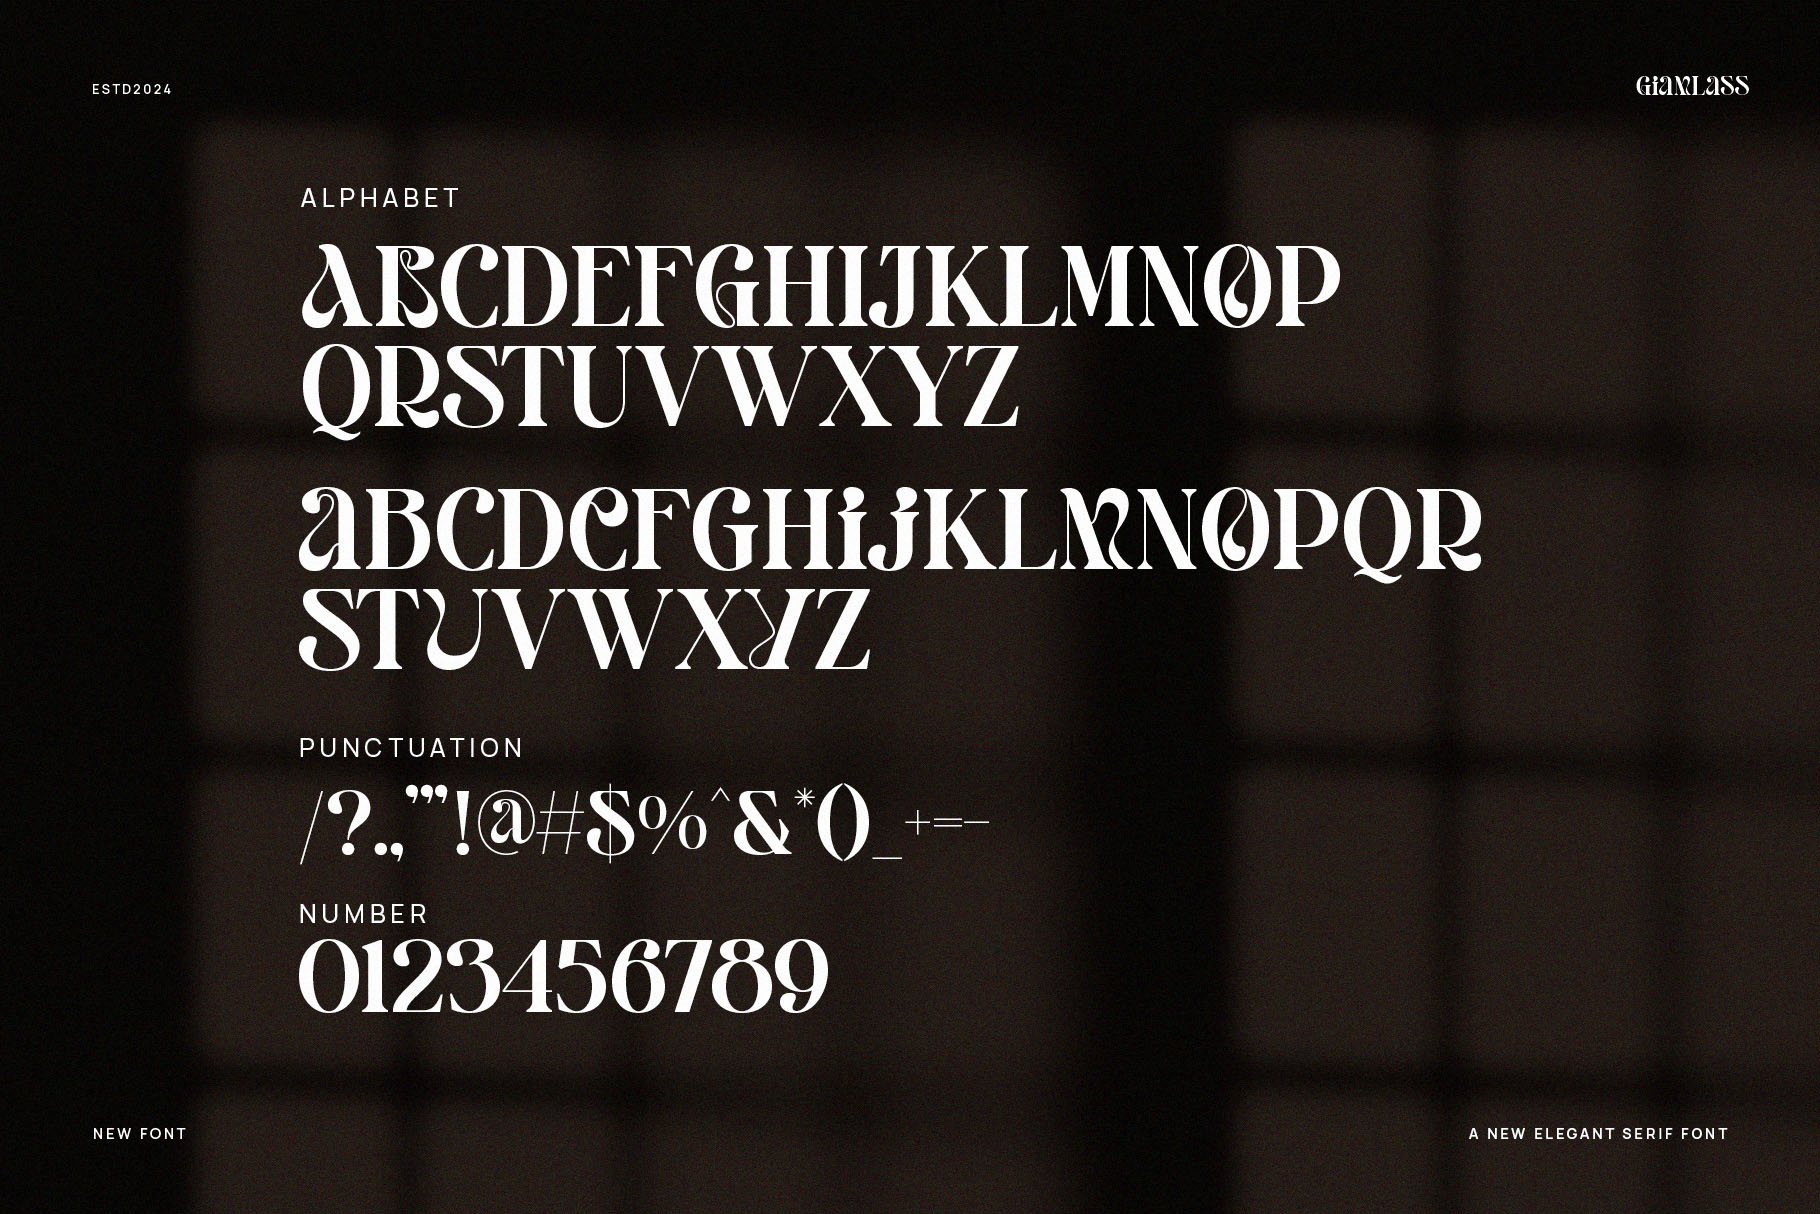 ESTD2024
GiaNLaSS
ALPHABET
ABCDEFGHIJKLMNOP
QRSTUVWXYZ
aBCDeFGHijKLMNOPQR
STUVWXYZ
PUNCTUATION
/?.,’”!@#$%^&*()_+=-
NUMBER
0123456789
NEW FONT
A NEW ELEGANT SERIF FONT